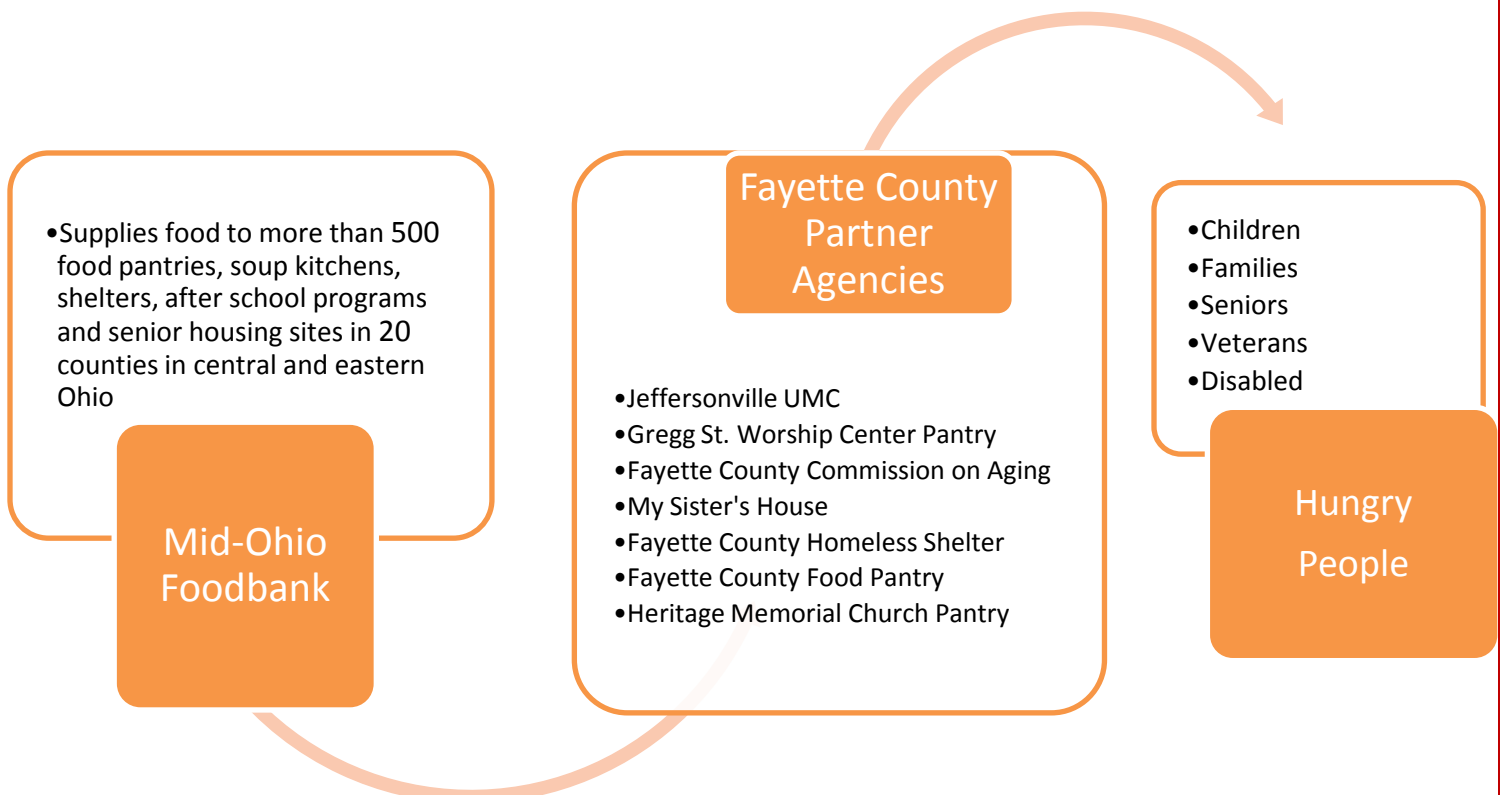 •Supplies food to more than 500
food pantries, soup kitchens,
shelters, after school programs
and senior housing sites in 20
counties in central and eastern
Ohio
Mid-Ohio
Foodbank
Fayette County
Partner
Agencies
•Jeffersonville UMC
•Gregg St. Worship Center Pantry
•Fayette County Commission on Aging
•My Sister's House
•Fayette County Homeless Shelter
•Fayette County Food Pantry
•Heritage Memorial Church Pantry
•Children
•Families
•Seniors
•Veterans
•Disabled
Hungry
People